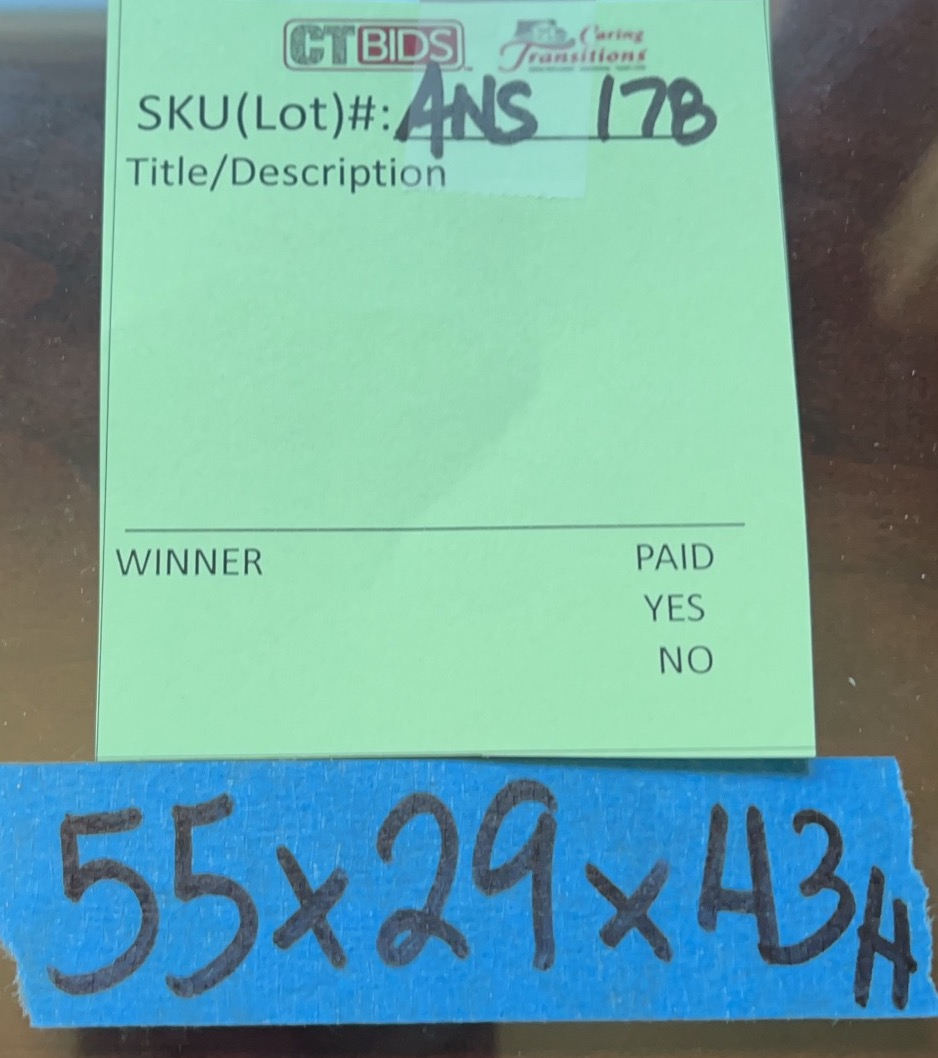 CTBIDS Caring
Transitions
SKU(Lot)#: ANS 178
Title/Description
WINNER PAID
YES
NO
55x29x43H